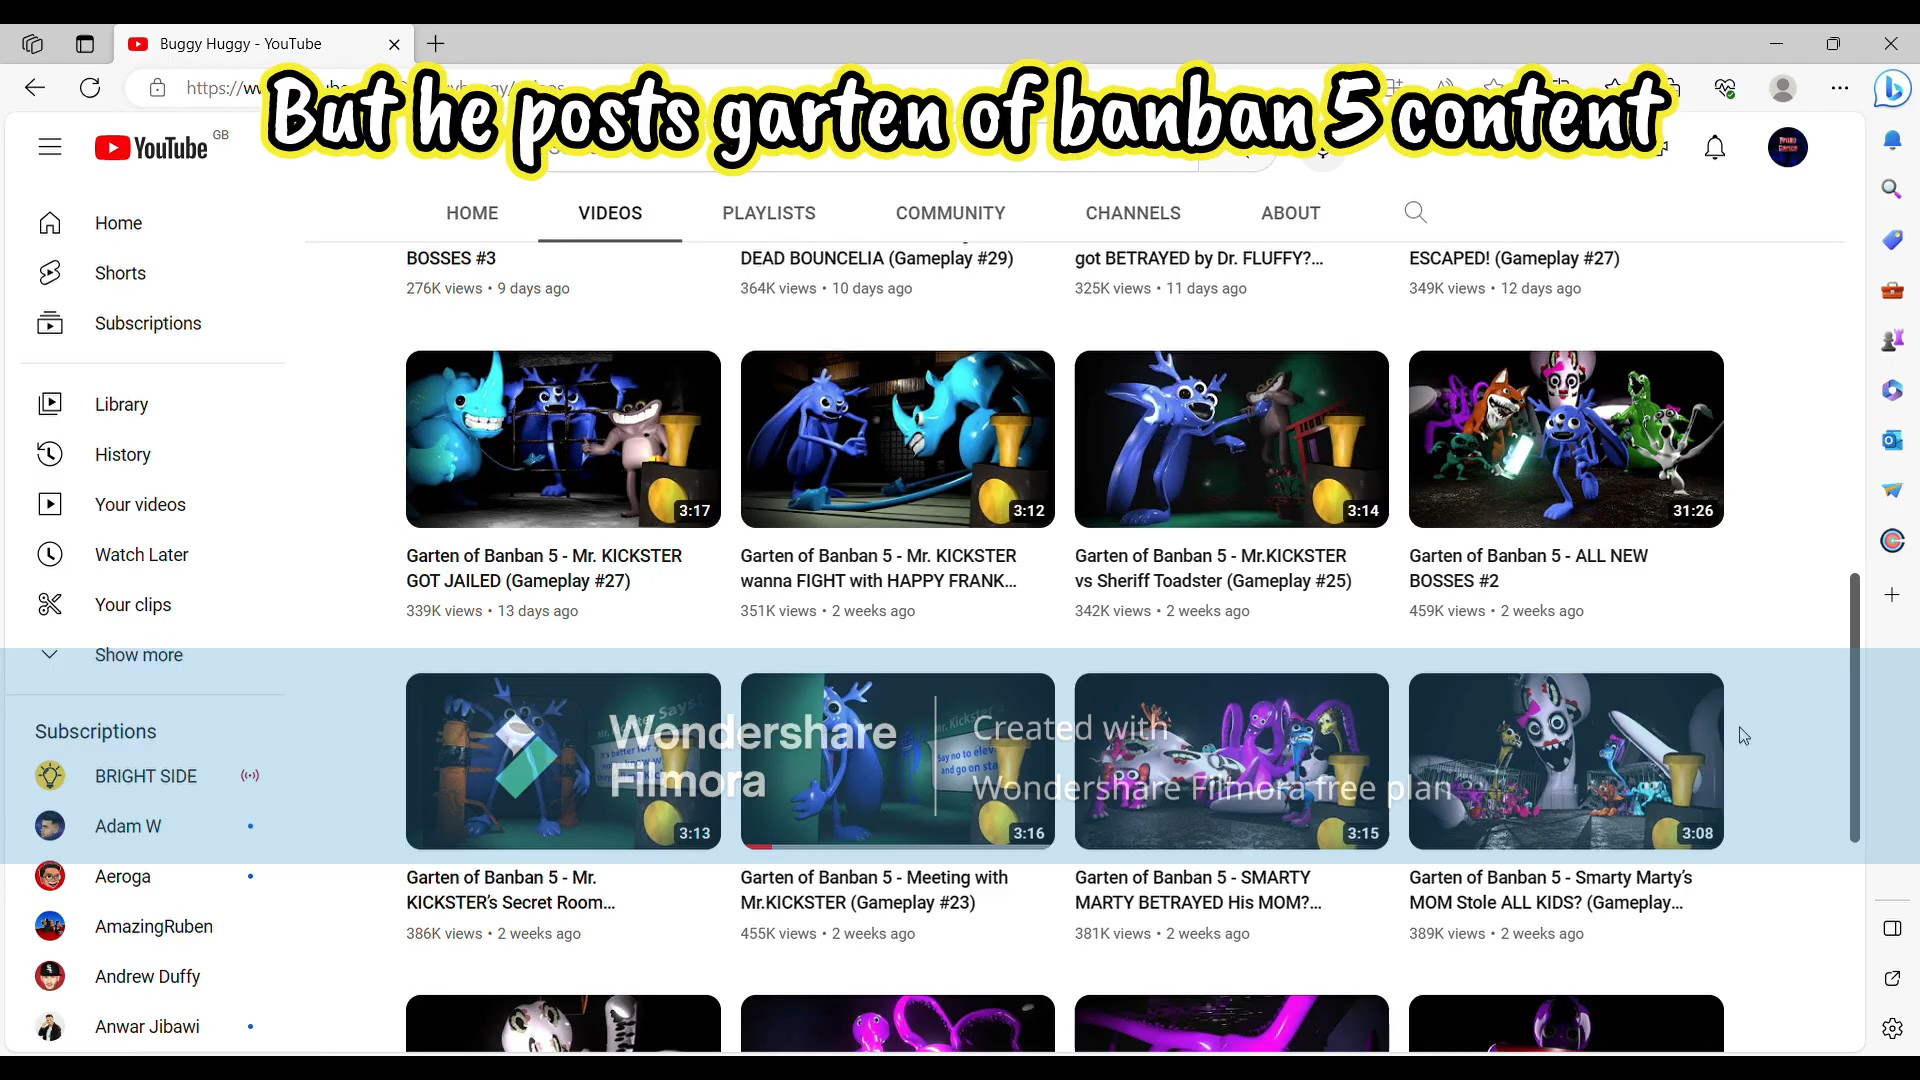 Buggy Huggy - YouTube
But he posts garten of banban 5 content
YouTube GB
HOME VIDEOS PLAYLISTS COMMUNITY CHANNELS ABOUT
Home
Shorts
Subscriptions
Library
History
Your videos
Watch Later
Your clips
Show more
Subscriptions
BRIGHT SIDE
Adam W
Aeroga
AmazingRuben
Andrew Duffy
Anwar Jibawi
BOSSES #3
276K views • 9 days ago
DEAD BOUNCELIA (Gameplay #29)
364K views • 10 days ago
got BETRAYED by Dr. FLUFFY?...
325K views • 11 days ago
ESCAPED! (Gameplay #27)
349K views • 12 days ago
3:17
Garten of Banban 5 - Mr. KICKSTER
GOT JAILED (Gameplay #27)
339K views • 13 days ago
3:12
Garten of Banban 5 - Mr. KICKSTER
wanna FIGHT with HAPPY FRANK...
351K views • 2 weeks ago
3:14
Garten of Banban 5 - Mr.KICKSTER
vs Sheriff Toadster (Gameplay #25)
342K views • 2 weeks ago
31:26
Garten of Banban 5 - ALL NEW
BOSSES #2
459K views • 2 weeks ago
Wondershare
Filmora
Created with
Wondershare Filmora free plan
3:13
Garten of Banban 5 - Mr.
KICKSTER's Secret Room...
386K views • 2 weeks ago
3:16
Garten of Banban 5 - Meeting with
Mr.KICKSTER (Gameplay #23)
455K views • 2 weeks ago
3:15
Garten of Banban 5 - SMARTY
MARTY BETRAYED His MOM?...
381K views • 2 weeks ago
3:08
Garten of Banban 5 - Smarty Marty's
MOM Stole ALL KIDS? (Gameplay...
389K views • 2 weeks ago